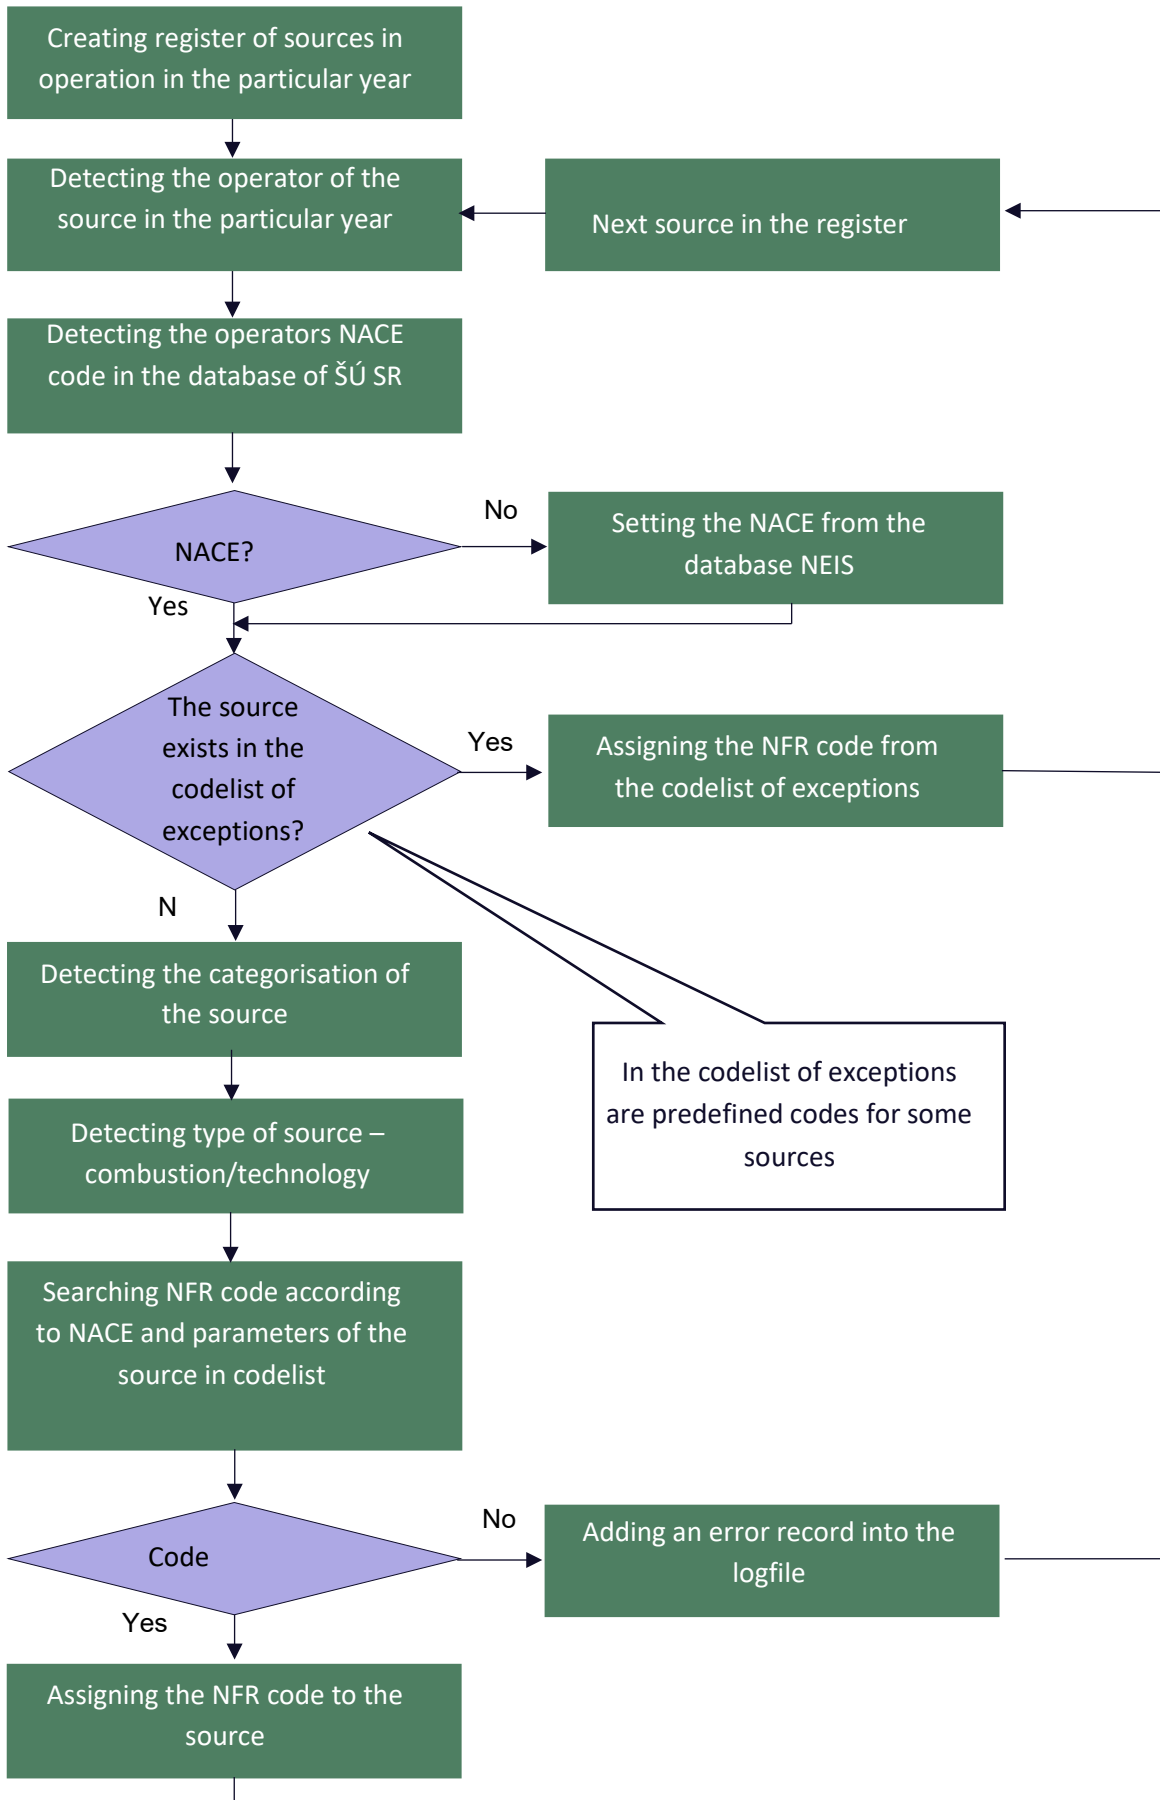 Creating register of sources in
operation in the particular year
Detecting the operator of the
source in the particular year
Next source in the register
Detecting the operators NACE
code in the database of ŠÚ SR
NACE?
No
Setting the NACE from the
database NEIS
Yes
The source
exists in the
codelist of
exceptions?
Yes
Assigning the NFR code from
the codelist of exceptions
N
Detecting the categorisation of
the source
In the codelist of exceptions
are predefined codes for some
sources
Detecting type of source –
combustion/technology
Searching NFR code according
to NACE and parameters of the
source in codelist
Code
No
Adding an error record into the
logfile
Yes
Assigning the NFR code to the
source